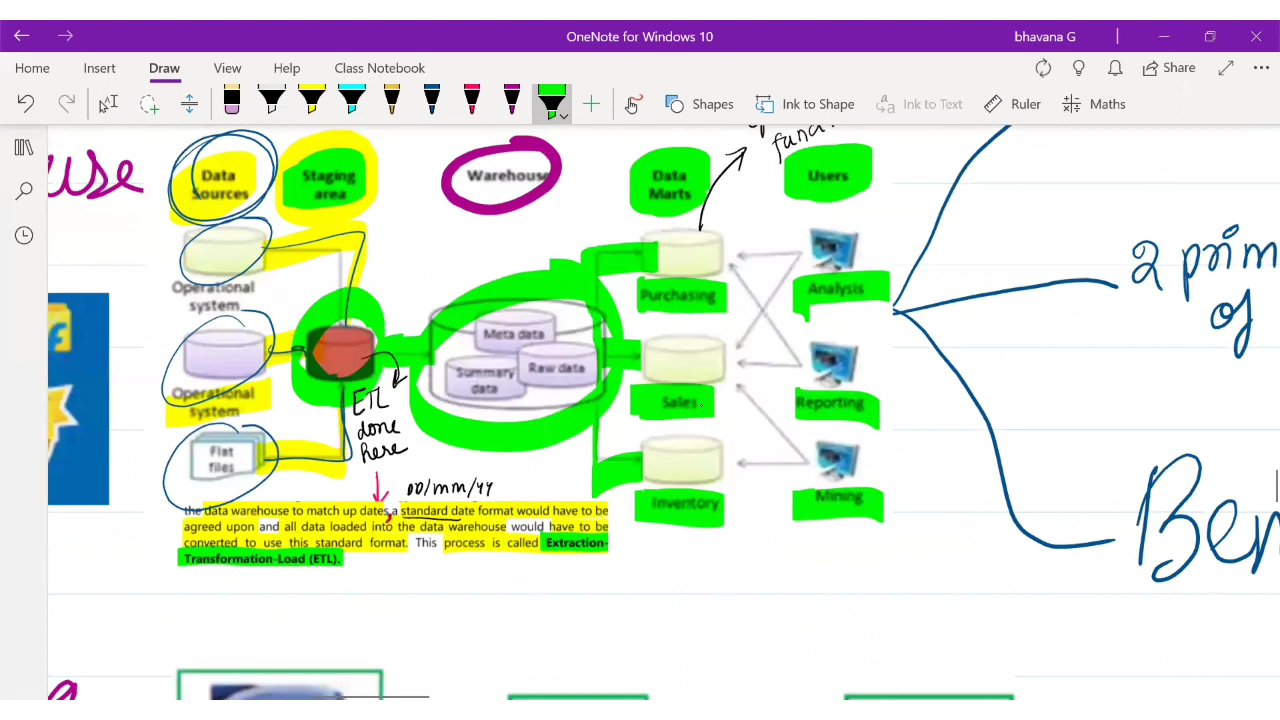 OneNote for Windows 10
bhavana G
Home
Insert
Draw
View
Help
Class Notebook
Share
Shapes
Ink to Shape
Ink to Text
Ruler
Maths
use
Data
Sources
Staging
area
Warehouse
Data
Marts
Users
Operational
system
Operational
system
Flat
files
ETL
done
here
Meta data
Summary
data
Raw data
Purchasing
Sales
Inventory
Analysis
Reporting
Mining
DD/mm/yy
the data warehouse to match up dates, a standard date format would have to be
agreed upon and all data loaded into the data warehouse would have to be
converted to use this standard format. This process is called Extraction-
Transformation-Load (ETL).
2 prim
of
Ben